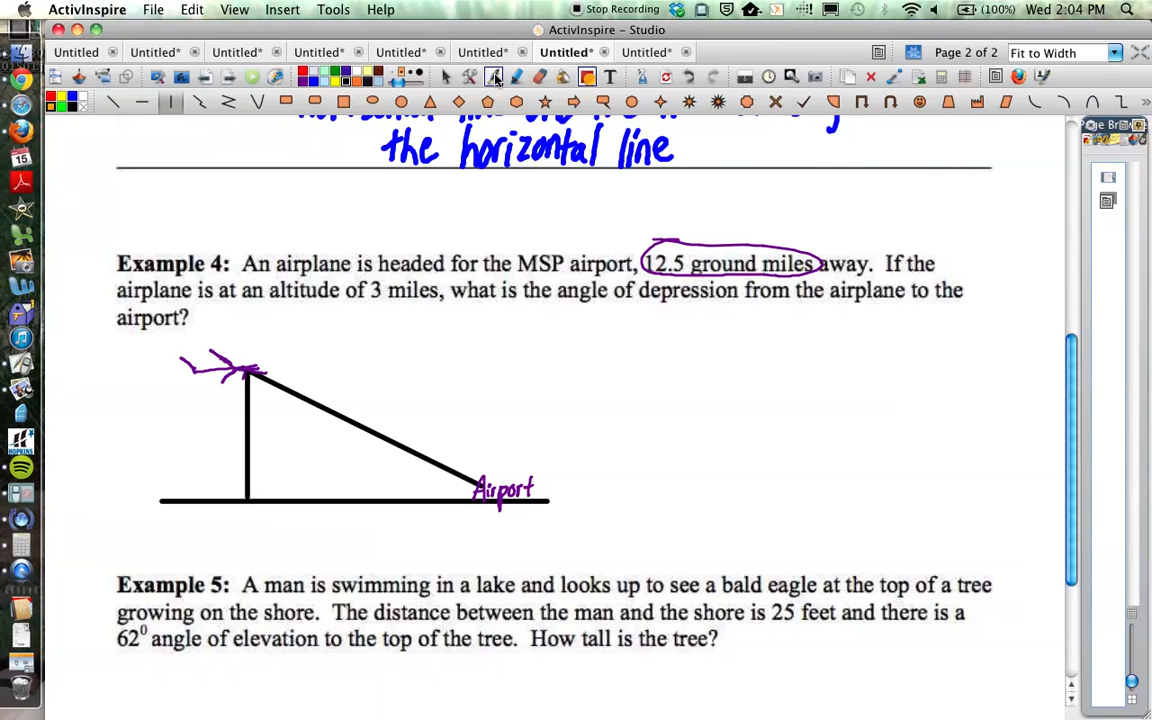 ActivInspire File Edit View Insert Tools Help Stop Recording (100%) Wed 2:04 PM
ActivInspire – Studio
Untitled Untitled* Untitled* Untitled* Untitled* Untitled* Untitled* Untitled* Page 2 of 2 Fit to Width
Page Browser
the horizontal line
Example 4: An airplane is headed for the MSP airport, 12.5 ground miles away. If the
airplane is at an altitude of 3 miles, what is the angle of depression from the airplane to the
airport?
Airport
Example 5: A man is swimming in a lake and looks up to see a bald eagle at the top of a tree
growing on the shore. The distance between the man and the shore is 25 feet and there is a
62⁰ angle of elevation to the top of the tree. How tall is the tree?